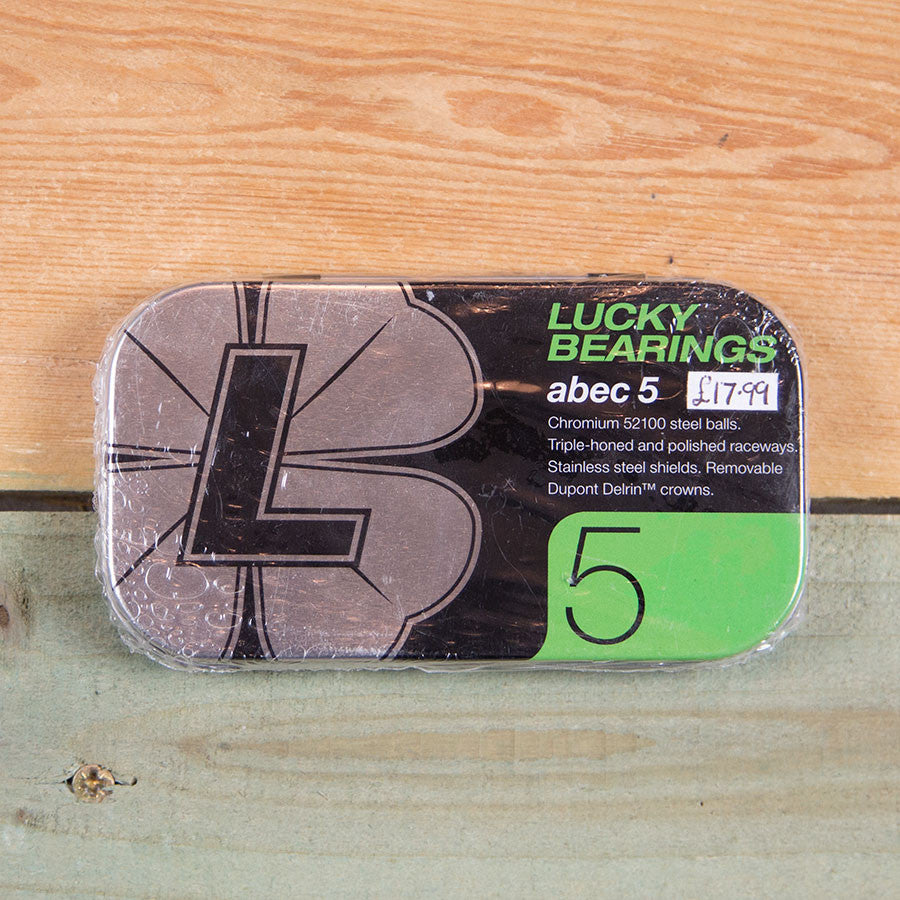 L
LUCKY
BEARINGS
abec 5
£17.99
Chromium 52100 steel balls.
Triple-honed and polished raceways.
Stainless steel shields. Removable
Dupont Delrin™ crowns.
5